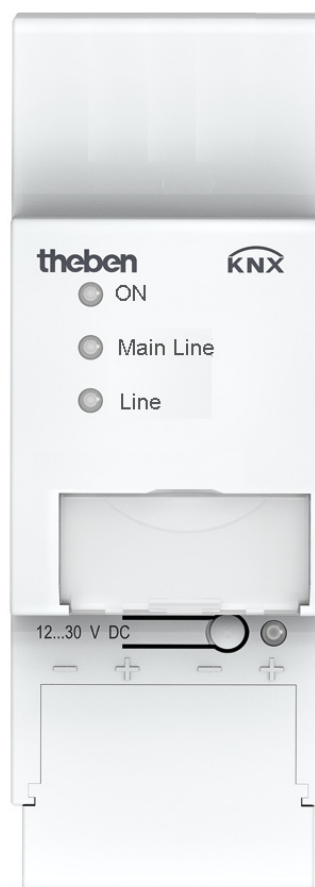 theben KNX
ON
Main Line
Line
12...30 V DC
− + − +